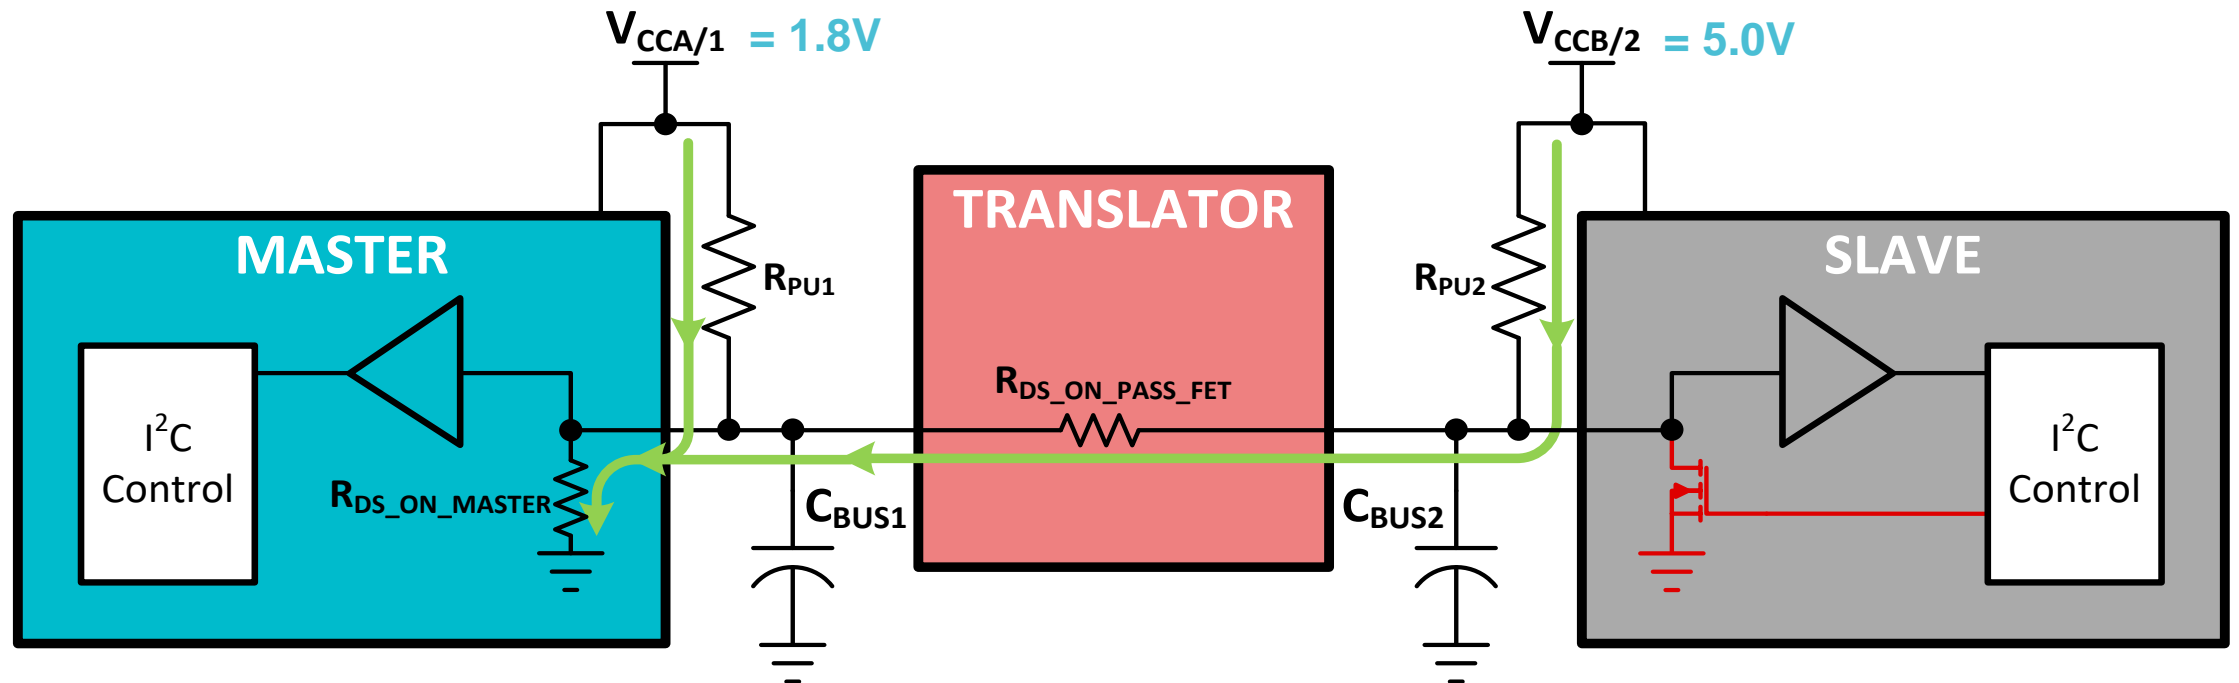 VCCA/1 = 1.8V
VCCB/2 = 5.0V
MASTER
TRANSLATOR
SLAVE
RPU1
RPU2
RDS_ON_PASS_FET
I²C
Control
RDS_ON_MASTER
CBUS1
CBUS2
I²C
Control